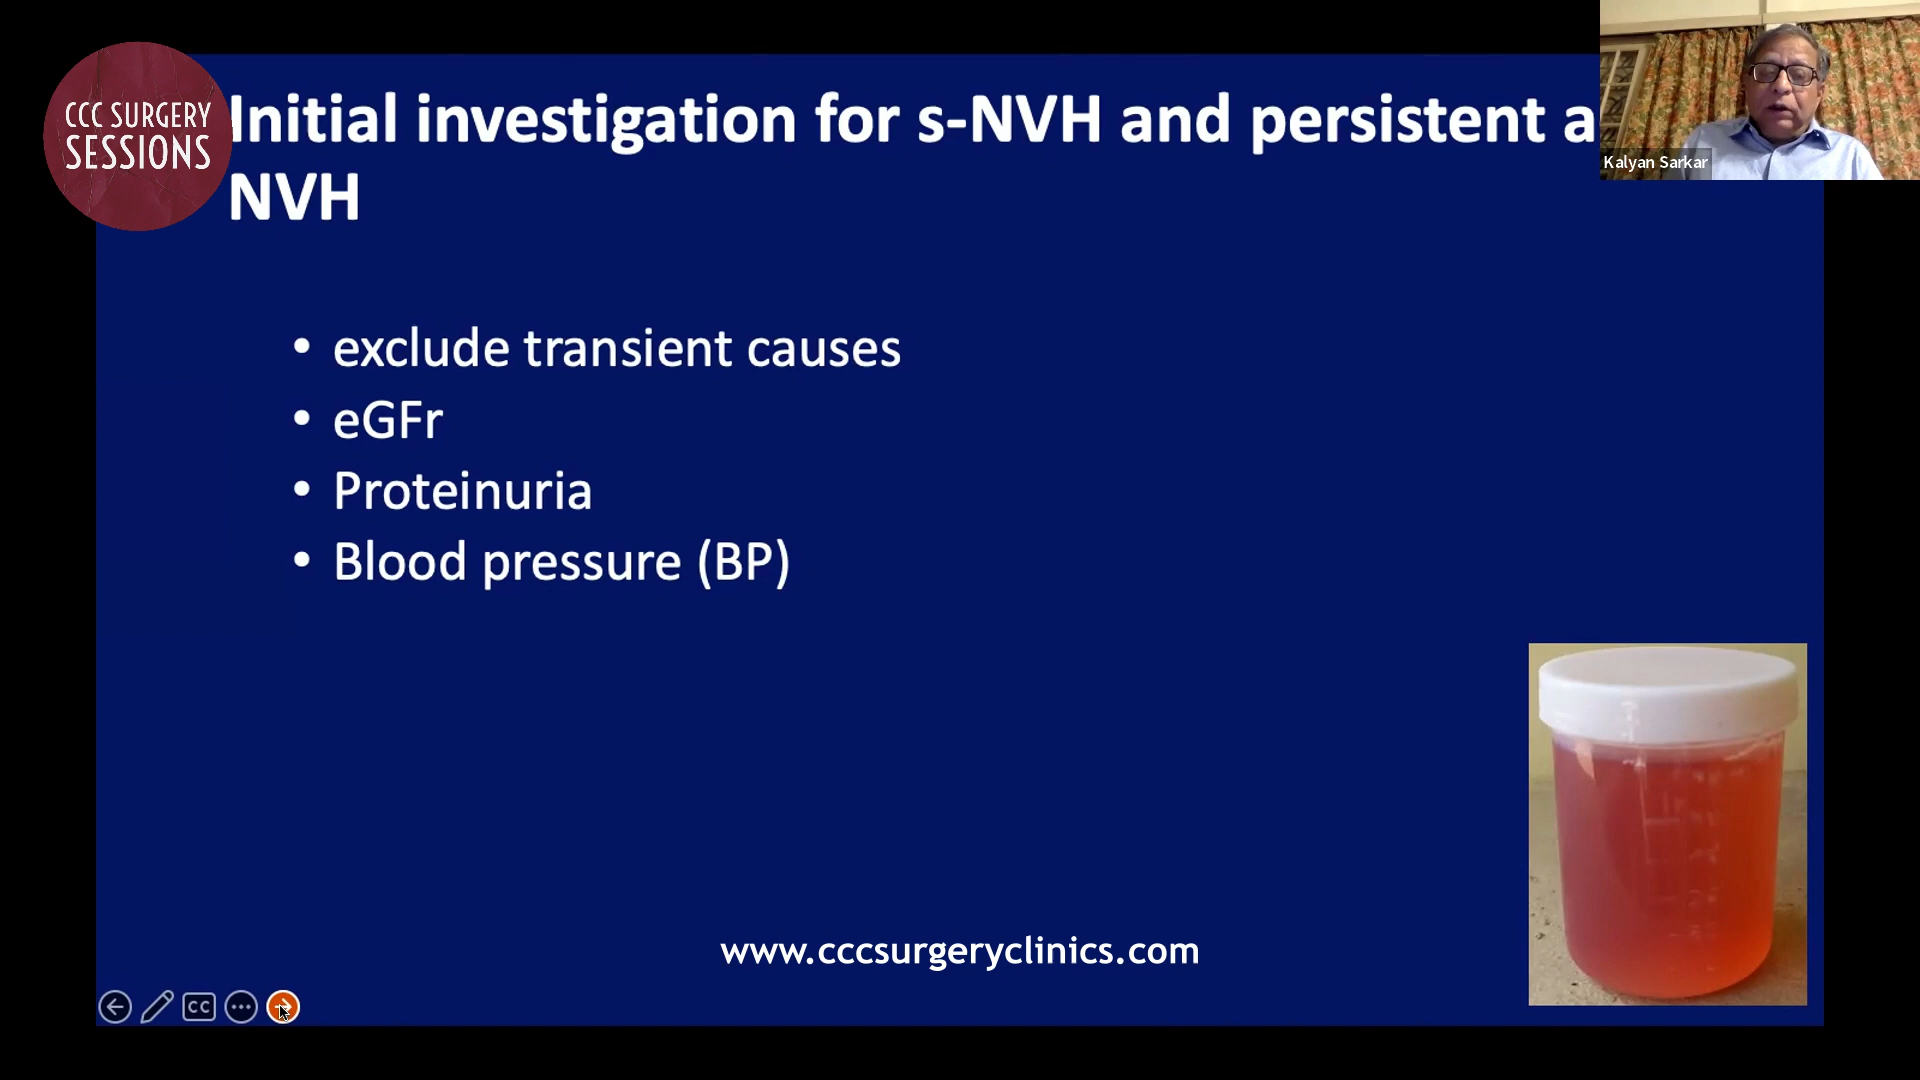 CCC SURGERY
SESSIONS
Initial investigation for s-NVH and persistent a
NVH
• exclude transient causes
• eGFr
• Proteinuria
• Blood pressure (BP)
www.cccsurgeryclinics.com
CC
Kalyan Sarkar